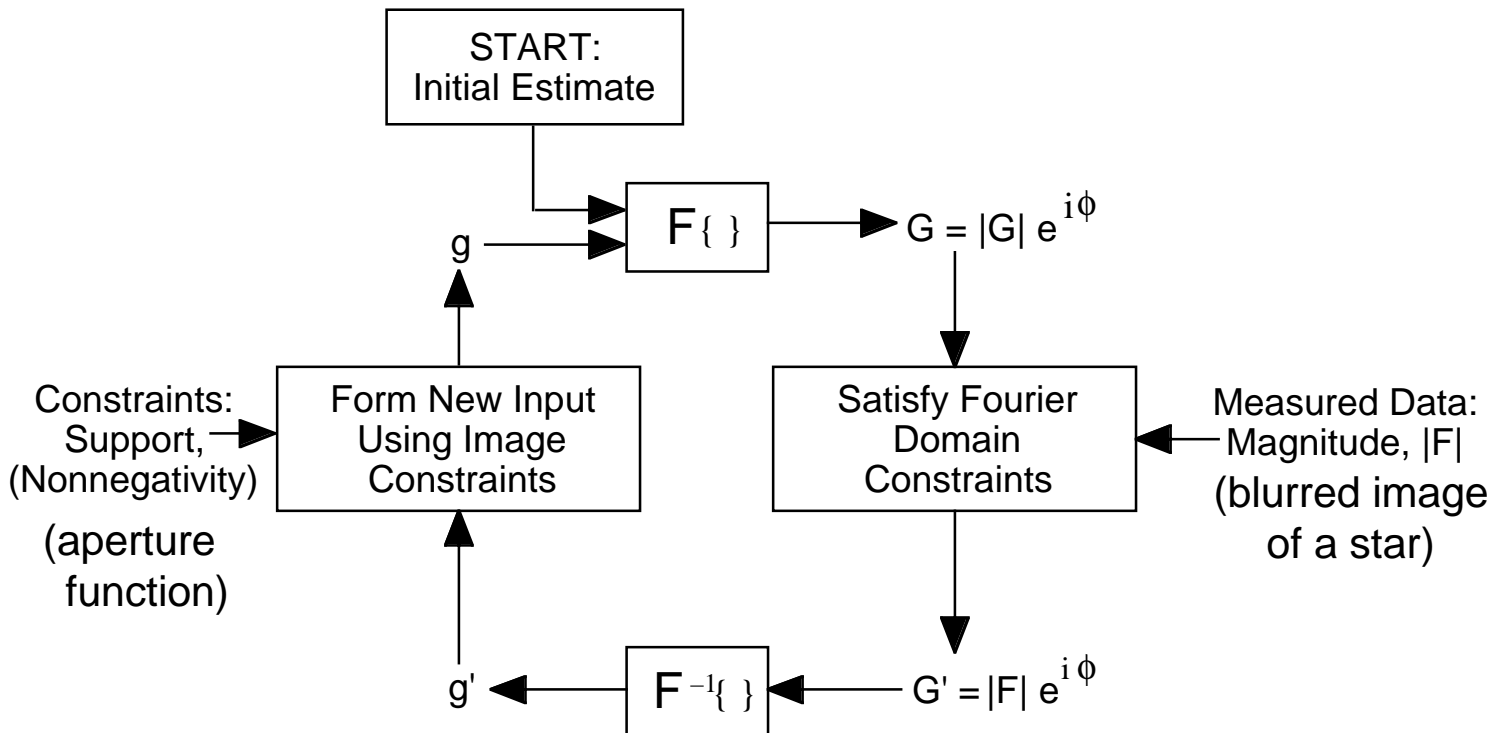 START:
Initial Estimate
F{ }
G = |G| e^{iϕ}
g
Constraints:
Support,
(Nonnegativity)
(aperture
function)
Form New Input
Using Image
Constraints
Satisfy Fourier
Domain
Constraints
Measured Data:
Magnitude, |F|
(blurred image
of a star)
g'
F⁻¹{ }
G' = |F| e^{iϕ}